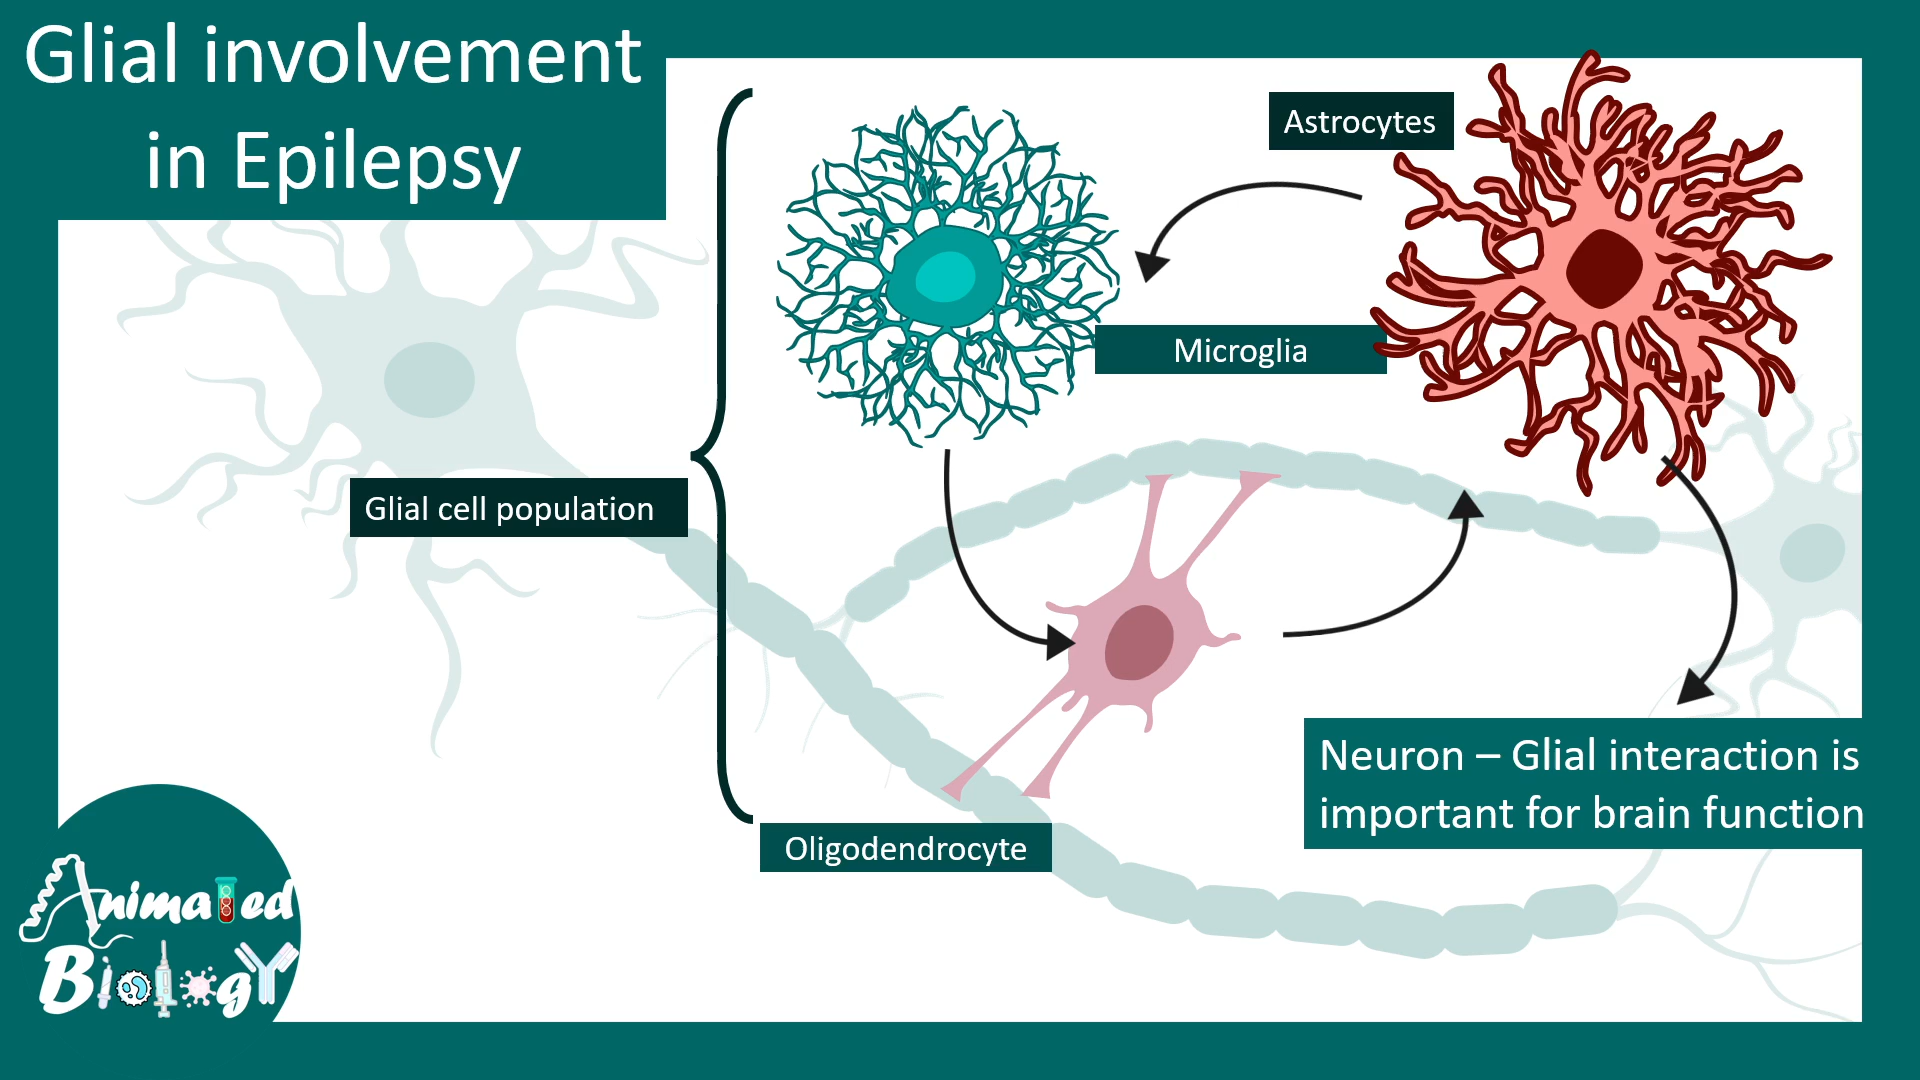 Glial involvement
in Epilepsy
Astrocytes
Microglia
Glial cell population
Oligodendrocyte
Neuron – Glial interaction is
important for brain function
Animated
Biology